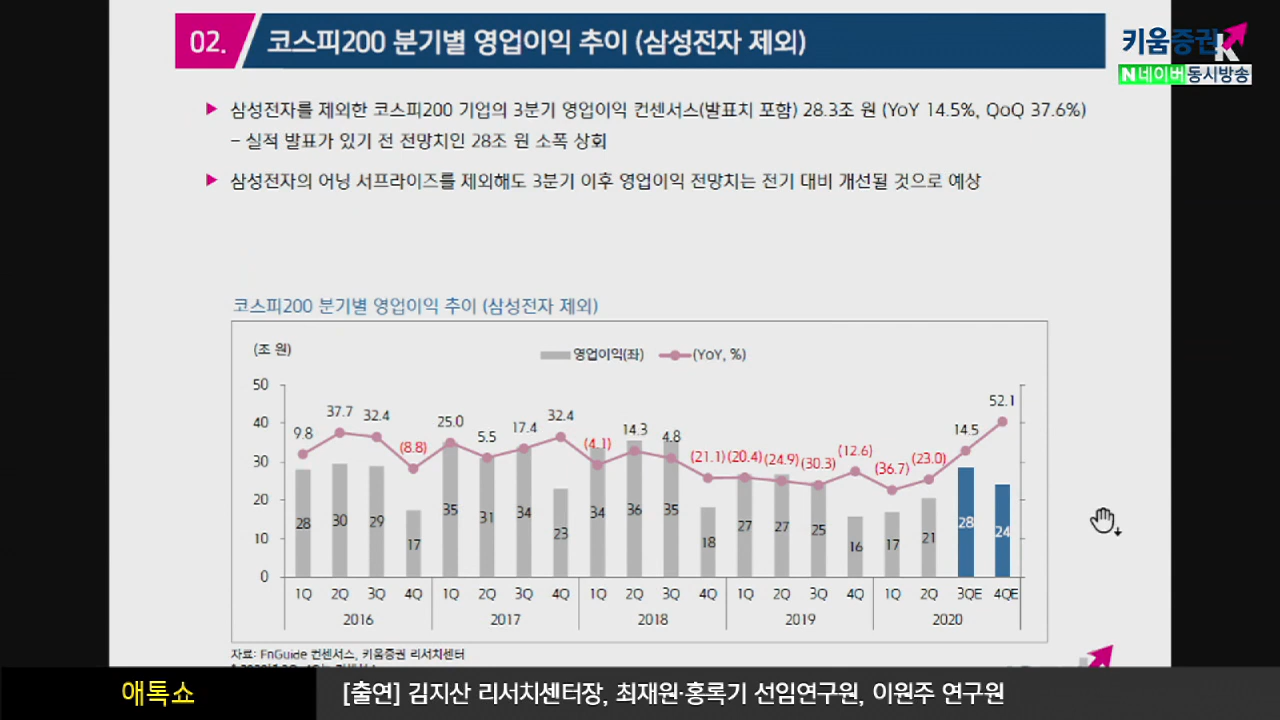 02. 코스피200 분기별 영업이익 추이 (삼성전자 제외)
키움증권
N네이버동시방송
▶ 삼성전자를 제외한 코스피200 기업의 3분기 영업이익 컨센서스(발표치 포함) 28.3조 원 (YoY 14.5%, QoQ 37.6%)
– 실적 발표가 있기 전 전망치인 28조 원 소폭 상회
▶ 삼성전자의 어닝 서프라이즈를 제외해도 3분기 이후 영업이익 전망치는 전기 대비 개선될 것으로 예상
코스피200 분기별 영업이익 추이 (삼성전자 제외)
(조 원)
영업이익(좌) (YoY, %)
50
40
30
20
10
0
9.8 37.7 32.4 (8.8) 25.0 5.5 17.4 32.4 (4.1) 14.3 4.8 (21.1) (20.4) (24.9) (30.3) (12.6) (36.7) (23.0) 14.5 52.1
28 30 29 17 35 31 34 23 34 36 35 18 27 27 25 16 17 21 28 24
1Q 2Q 3Q 4Q 1Q 2Q 3Q 4Q 1Q 2Q 3Q 4Q 1Q 2Q 3Q 4Q 1Q 2Q 3QE 4QE
2016 2017 2018 2019 2020
자료: FnGuide 컨센서스, 키움증권 리서치센터
애톡쇼
[출연] 김지산 리서치센터장, 최재원·홍록기 선임연구원, 이원주 연구원